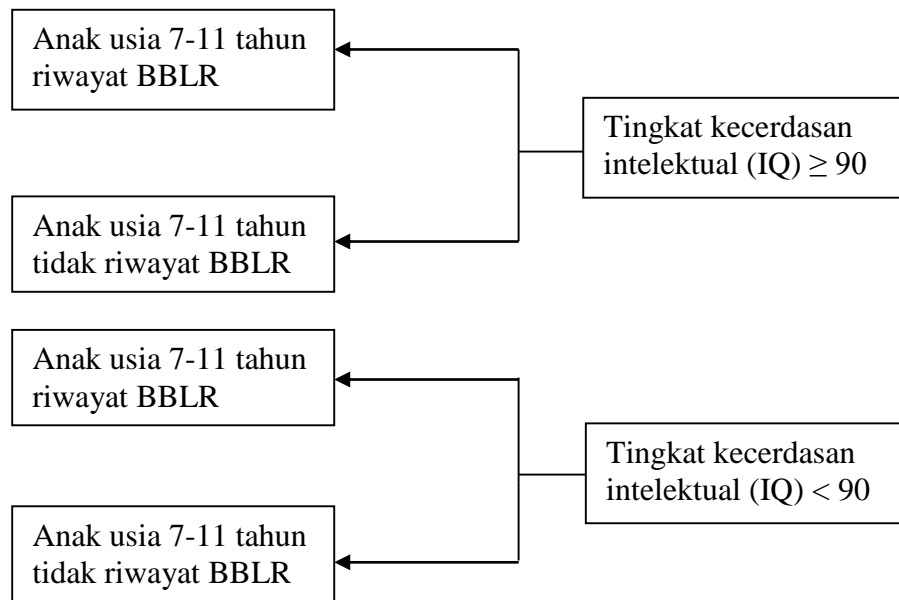 Anak usia 7-11 tahun
riwayat BBLR
Tingkat kecerdasan
intelektual (IQ) ≥ 90
Anak usia 7-11 tahun
tidak riwayat BBLR
Anak usia 7-11 tahun
riwayat BBLR
Tingkat kecerdasan
intelektual (IQ) < 90
Anak usia 7-11 tahun
tidak riwayat BBLR